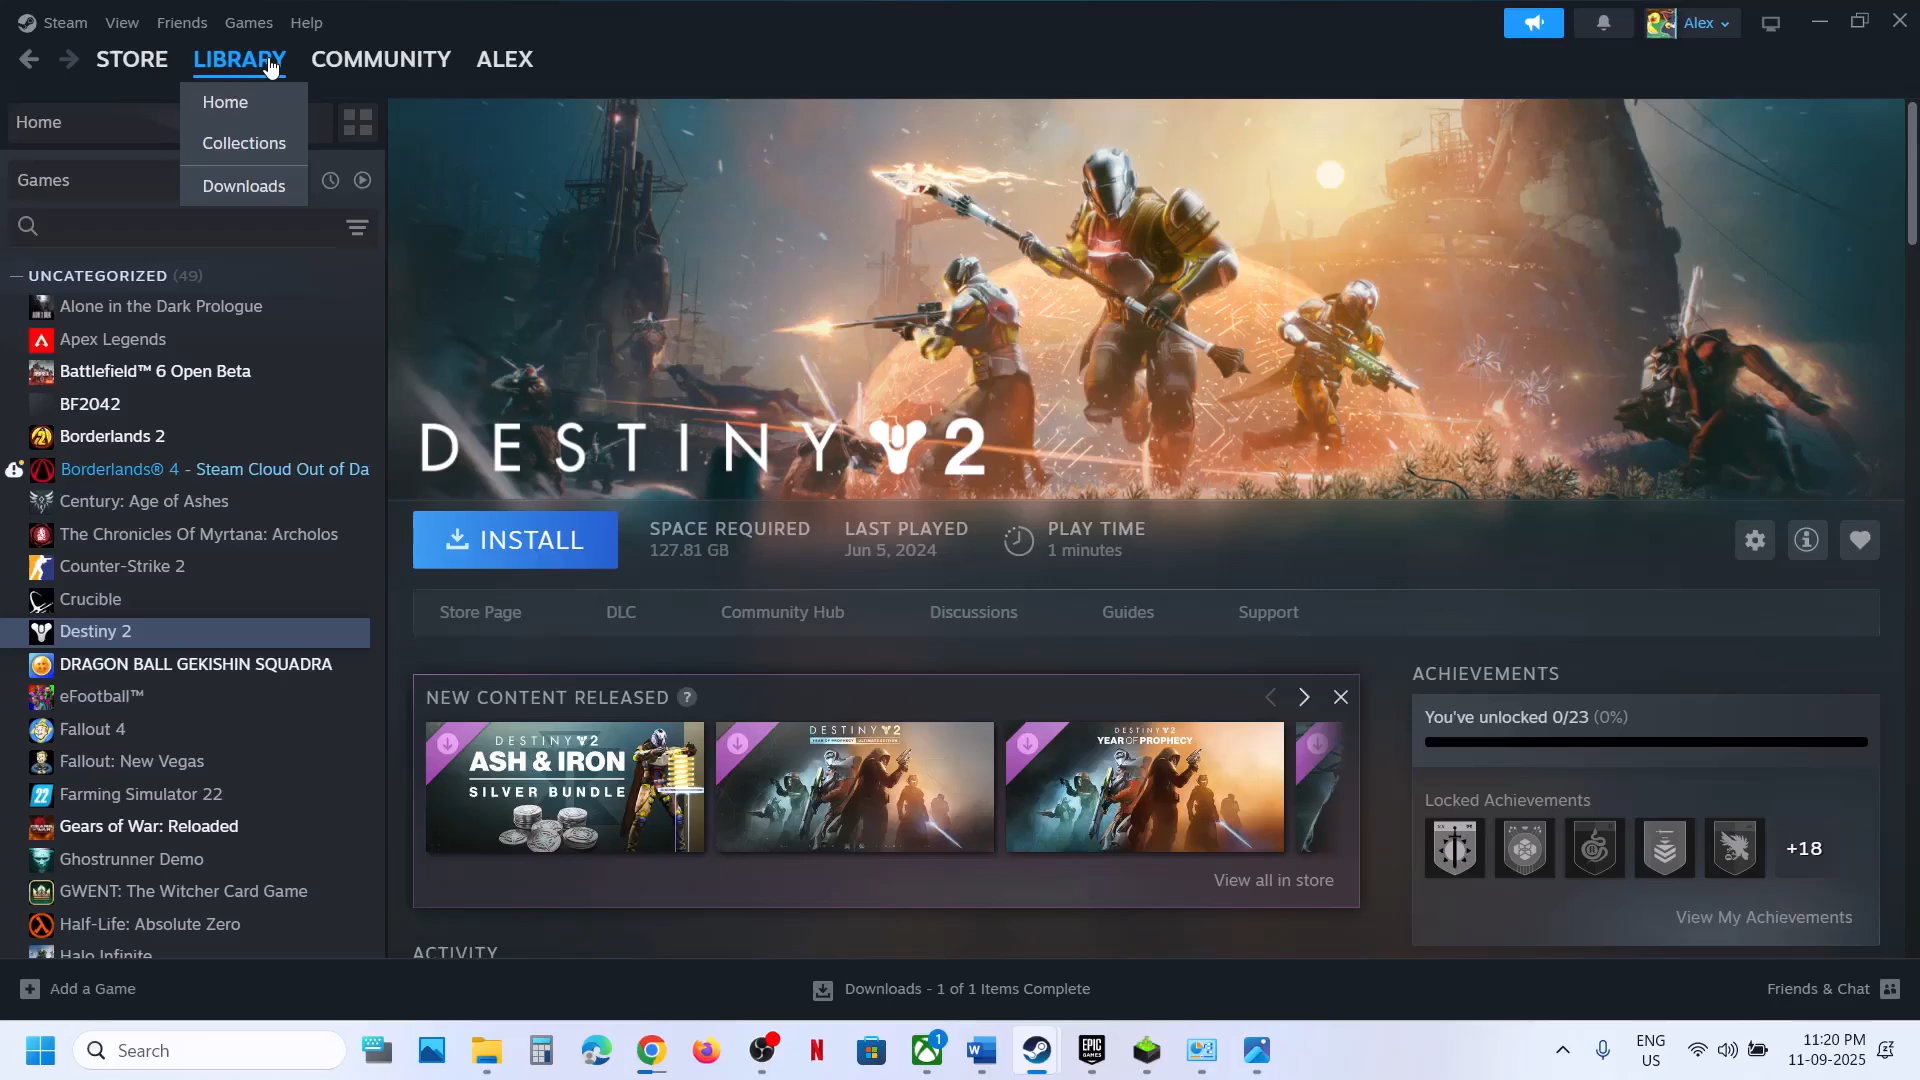 Steam View Friends Games Help
Alex
STORE LIBRARY COMMUNITY ALEX
Home
Home
Collections
Downloads
Games
UNCATEGORIZED (49)
Alone in the Dark Prologue
Apex Legends
Battlefield™ 6 Open Beta
BF2042
Borderlands 2
Borderlands® 4 - Steam Cloud Out of Da
Century: Age of Ashes
The Chronicles Of Myrtana: Archolos
Counter-Strike 2
Crucible
Destiny 2
DRAGON BALL GEKISHIN SQUADRA
eFootball™
Fallout 4
Fallout: New Vegas
Farming Simulator 22
Gears of War: Reloaded
Ghostrunner Demo
GWENT: The Witcher Card Game
Half-Life: Absolute Zero
Halo Infinite
DESTINY 2
INSTALL
SPACE REQUIRED
127.81 GB
LAST PLAYED
Jun 5, 2024
PLAY TIME
1 minutes
Store Page DLC Community Hub Discussions Guides Support
NEW CONTENT RELEASED ?
DESTINY 2
ASH & IRON
SILVER BUNDLE
DESTINY 2
DESTINY 2
YEAR OF PROPHECY
View all in store
ACTIVITY
ACHIEVEMENTS
You've unlocked 0/23 (0%)
Locked Achievements
+18
View My Achievements
Add a Game
Downloads - 1 of 1 Items Complete
Friends & Chat
Search
1
ENG
US
11:20 PM
11-09-2025